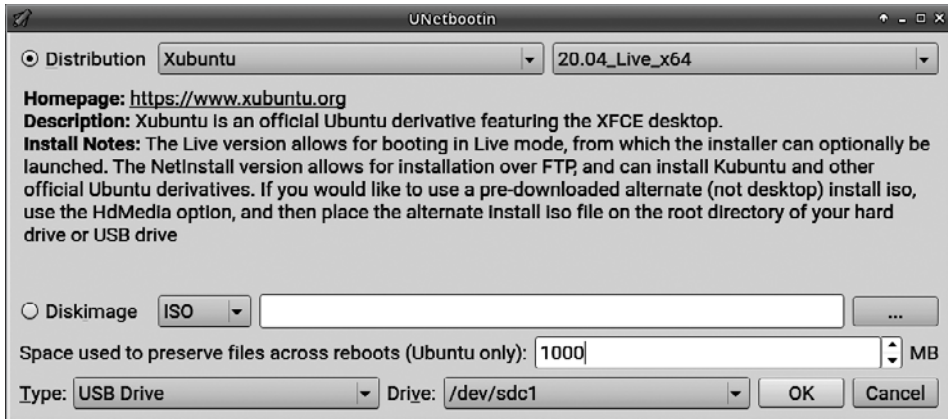 UNetbootin
Distribution Xubuntu 20.04_Live_x64
Homepage: https://www.xubuntu.org
Description: Xubuntu is an official Ubuntu derivative featuring the XFCE desktop.
Install Notes: The Live version allows for booting in Live mode, from which the installer can optionally be
launched. The NetInstall version allows for installation over FTP, and can install Kubuntu and other
official Ubuntu derivatives. If you would like to use a pre-downloaded alternate (not desktop) install iso,
use the HdMedia option, and then place the alternate install iso file on the root directory of your hard
drive or USB drive
Diskimage ISO ...
Space used to preserve files across reboots (Ubuntu only): 1000 MB
Type: USB Drive Drive: /dev/sdc1 OK Cancel